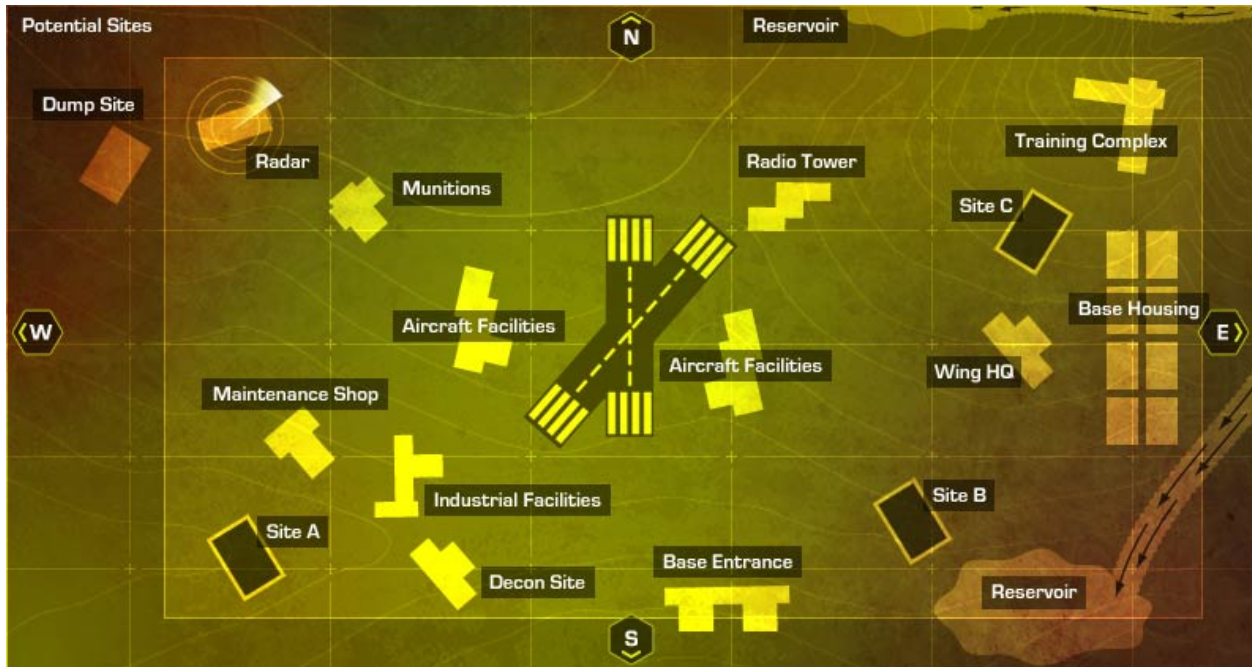 Potential Sites
N
Reservoir
Dump Site
Radar
Training Complex
Munitions
Radio Tower
Site C
W
Aircraft Facilities
Base Housing
E
Aircraft Facilities
Wing HQ
Maintenance Shop
Industrial Facilities
Site B
Site A
Decon Site
Base Entrance
Reservoir
S